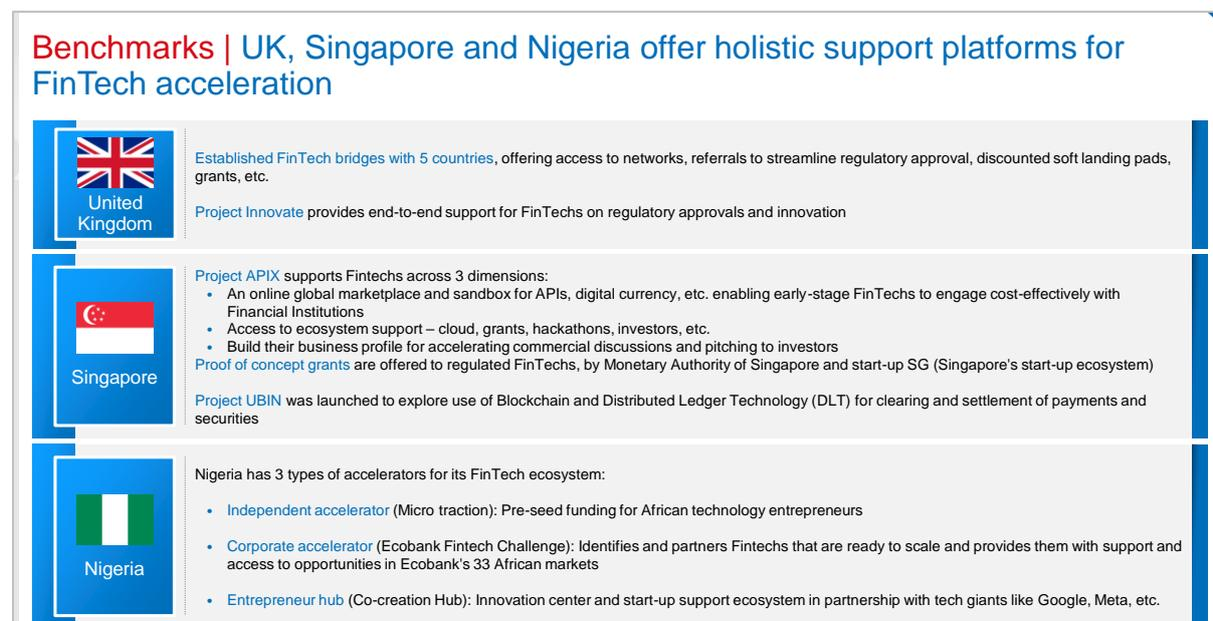 Benchmarks | UK, Singapore and Nigeria offer holistic support platforms for
FinTech acceleration
United
Kingdom
Established FinTech bridges with 5 countries, offering access to networks, referrals to streamline regulatory approval, discounted soft landing pads,
grants, etc.
Project Innovate provides end-to-end support for FinTechs on regulatory approvals and innovation
Singapore
Project APIX supports Fintechs across 3 dimensions:
• An online global marketplace and sandbox for APIs, digital currency, etc. enabling early-stage FinTechs to engage cost-effectively with
Financial Institutions
• Access to ecosystem support – cloud, grants, hackathons, investors, etc.
• Build their business profile for accelerating commercial discussions and pitching to investors
Proof of concept grants are offered to regulated FinTechs, by Monetary Authority of Singapore and start-up SG (Singapore's start-up ecosystem)
Project UBIN was launched to explore use of Blockchain and Distributed Ledger Technology (DLT) for clearing and settlement of payments and
securities
Nigeria
Nigeria has 3 types of accelerators for its FinTech ecosystem:
• Independent accelerator (Micro traction): Pre-seed funding for African technology entrepreneurs
• Corporate accelerator (Ecobank Fintech Challenge): Identifies and partners Fintechs that are ready to scale and provides them with support and
access to opportunities in Ecobank's 33 African markets
• Entrepreneur hub (Co-creation Hub): Innovation center and start-up support ecosystem in partnership with tech giants like Google, Meta, etc.